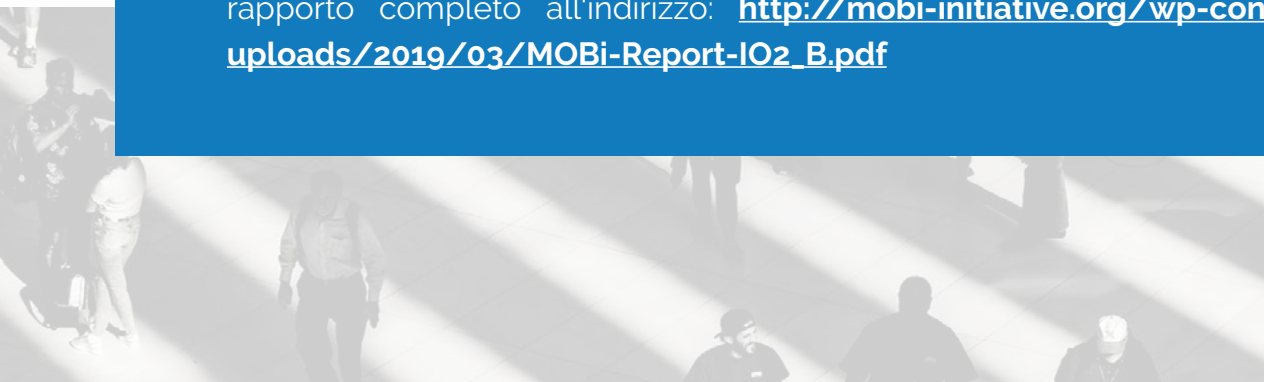 rapporto completo all'indirizzo: http://mobi-initiative.org/wp-con
uploads/2019/03/MOBi-Report-IO2_B.pdf